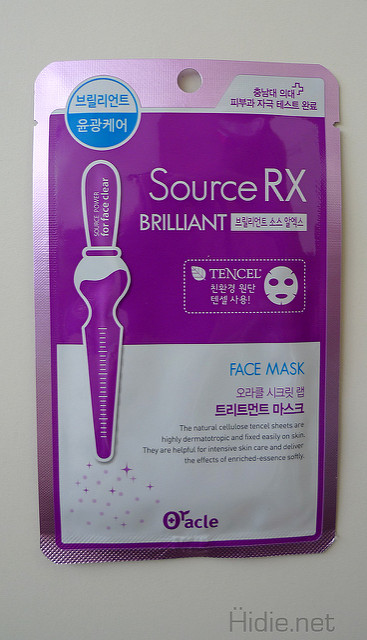 브릴리언트
윤광케어
충남대 의대
피부과 자극 테스트 완료
SOURCE POWER
for face clear
Source RX
BRILLIANT 브릴리언트 소스 알엑스
TENCEL
친환경 원단
텐셀 사용!
FACE MASK
오라클 시크릿 랩
트리트먼트 마스크
The natural cellulose tencel sheets are
highly dermatotropic and fixed easily on skin.
They are helpful for intensive skin care and deliver
the effects of enriched-essence softly.
Oracle
Hidie.net